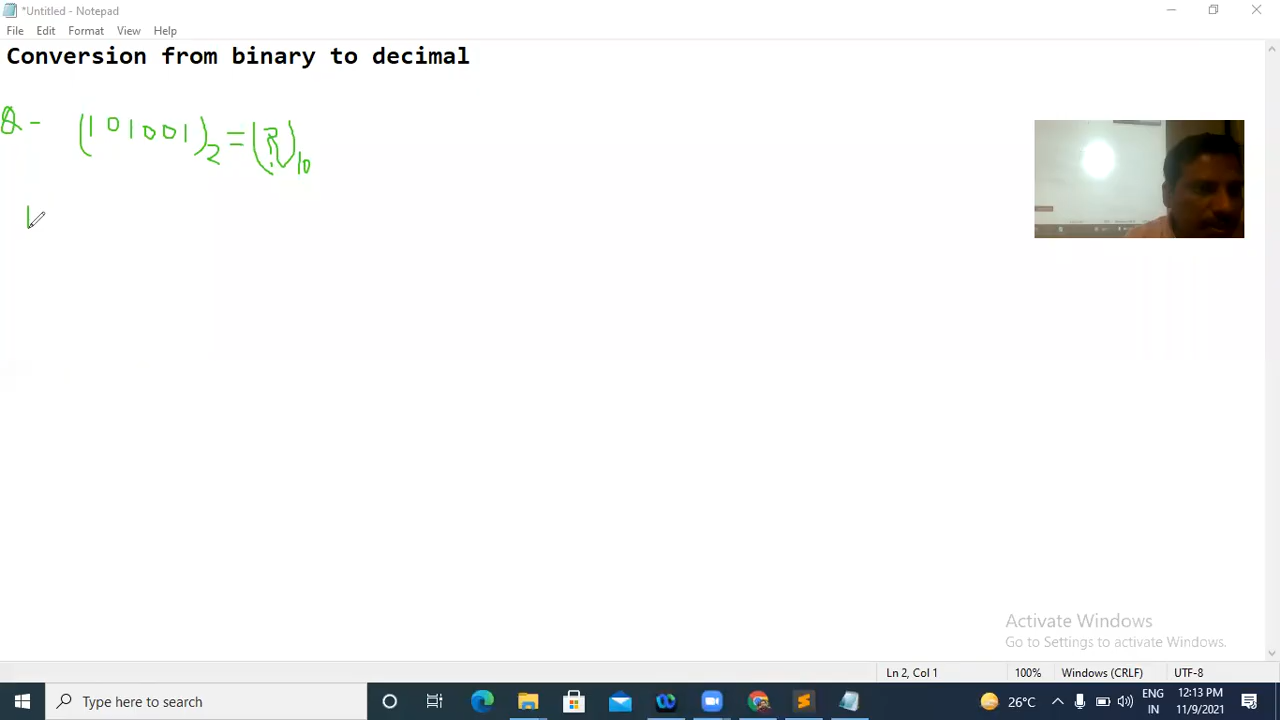 *Untitled - Notepad
File Edit Format View Help
Conversion from binary to decimal
Q - (101001)2 = (?)10
1
Activate Windows
Go to Settings to activate Windows.
Ln 2, Col 1 100% Windows (CRLF) UTF-8
Type here to search
26°C
ENG
IN
12:13 PM
11/9/2021